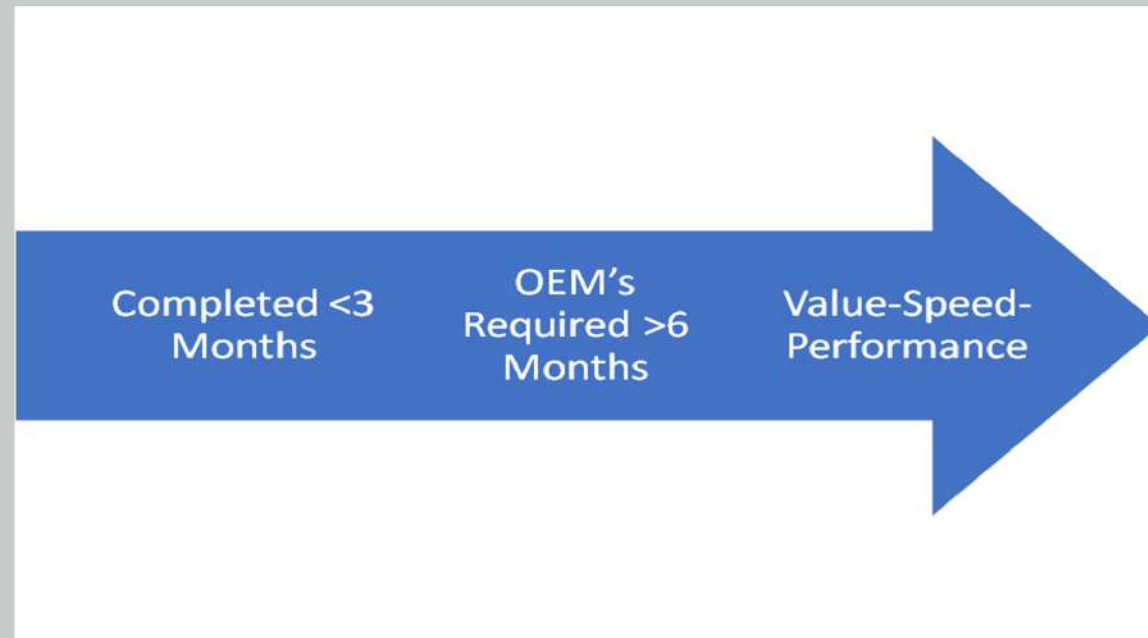 Completed <3
Months
OEM’s
Required >6
Months
Value-Speed-
Performance